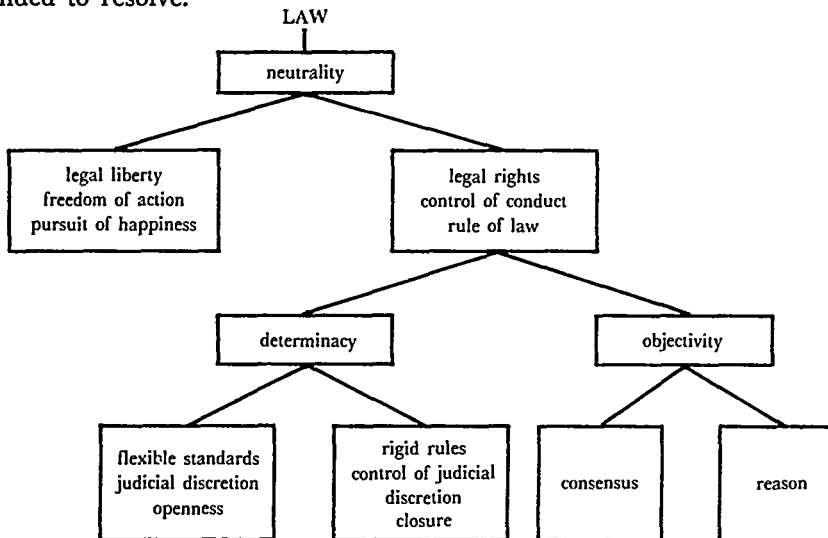 to resolve.
LAW
neutrality
legal liberty
freedom of action
pursuit of happiness
legal rights
control of conduct
rule of law
determinacy
objectivity
flexible standards
judicial discretion
openness
rigid rules
control of judicial
discretion
closure
consensus
reason